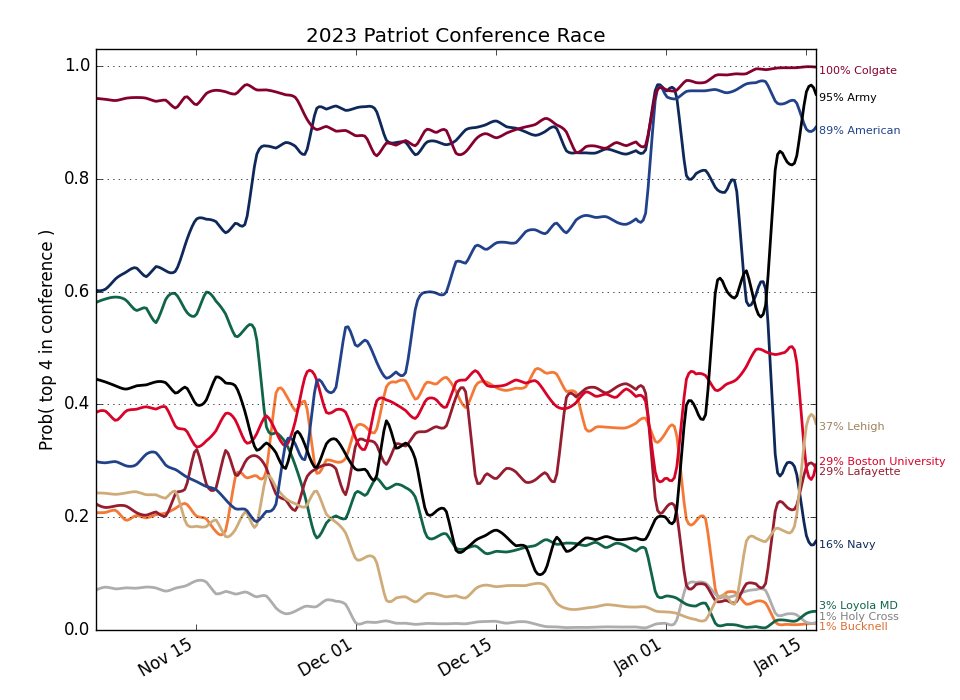 2023 Patriot Conference Race
Prob( top 4 in conference )
1.0
0.8
0.6
0.4
0.2
0.0
Nov 15
Dec 01
Dec 15
Jan 01
Jan 15
100% Colgate
95% Army
89% American
37% Lehigh
29% Boston University
29% Lafayette
16% Navy
3% Loyola MD
1% Holy Cross
1% Bucknell